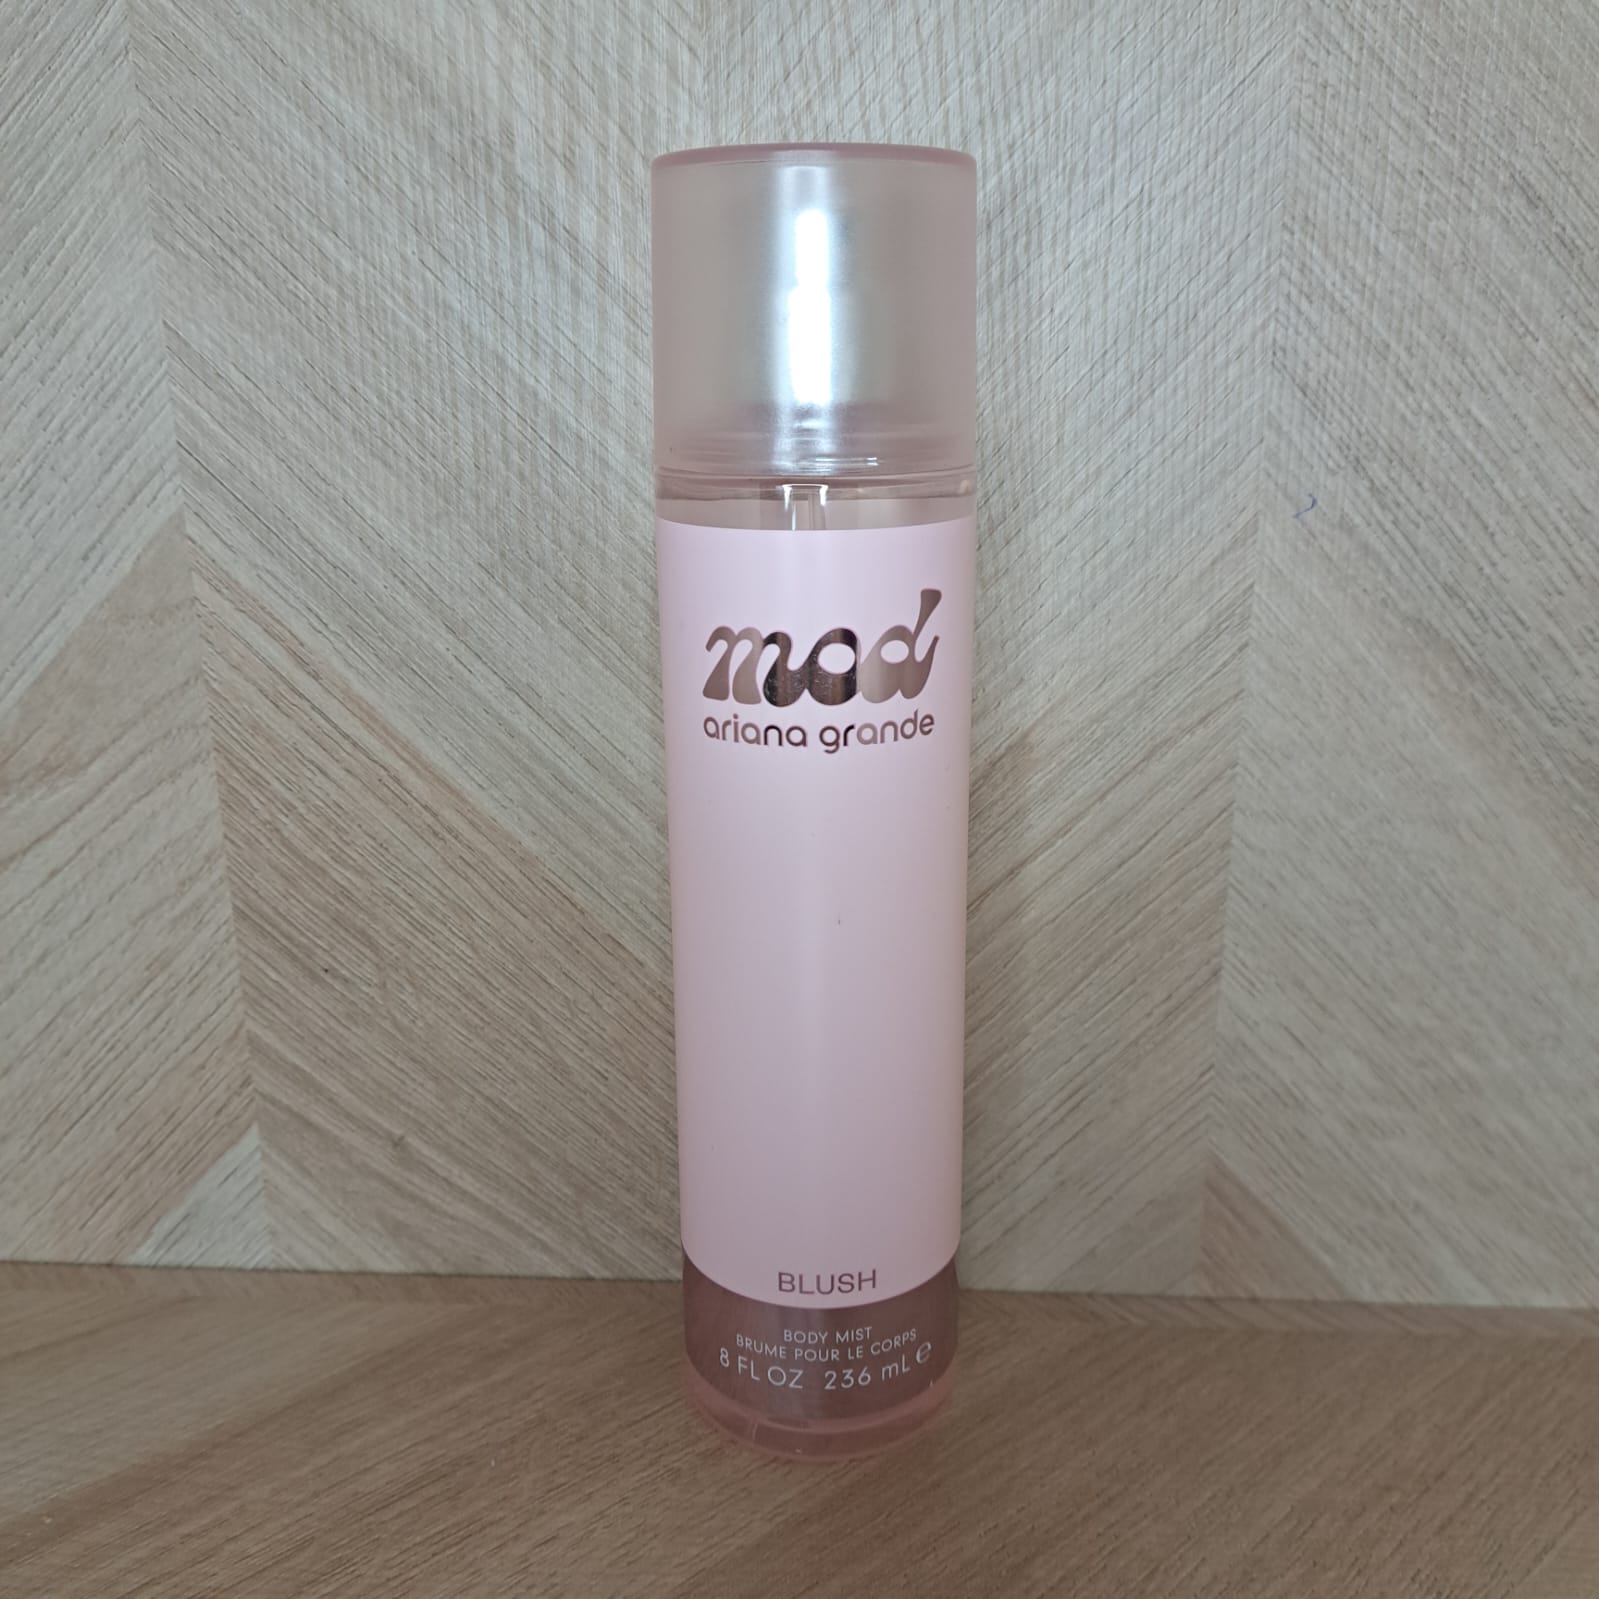 mod
ariana grande
BLUSH
BODY MIST
BRUME POUR LE CORPS
8 FL OZ 236 mL ℮